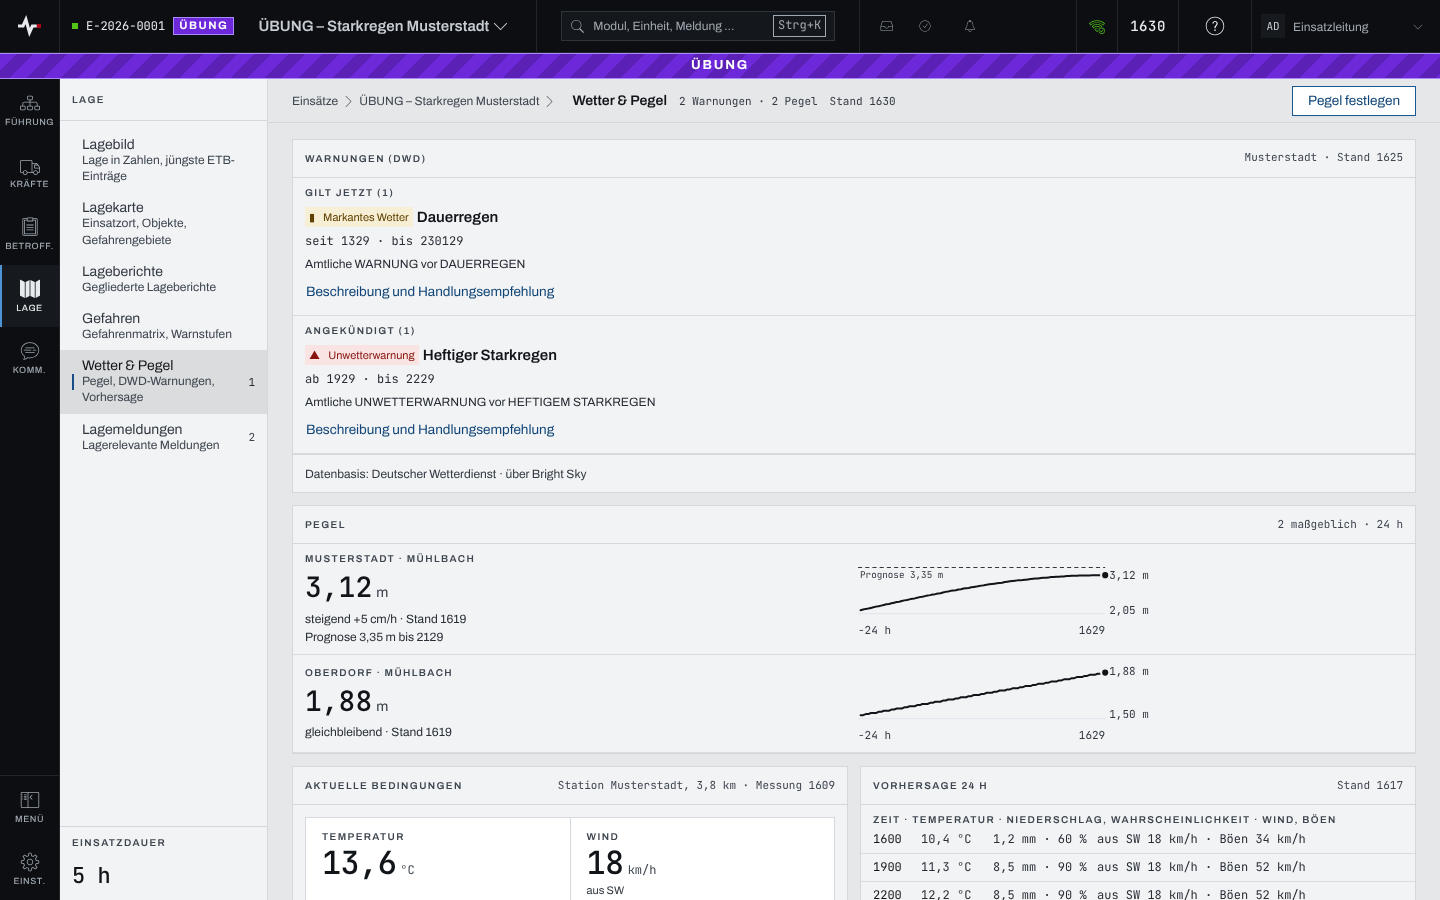 E-2026-0001 ÜBUNG ÜBUNG – Starkregen Musterstadt Modul, Einheit, Meldung … Strg+K 1630 ? AD Einsatzleitung
ÜBUNG
FÜHRUNG
KRÄFTE
BETROFF.
LAGE
KOMM.
MENÜ
EINST.
LAGE
Lagebild
Lage in Zahlen, jüngste ETB-
Einträge
Lagekarte
Einsatzort, Objekte,
Gefahrengebiete
Lageberichte
Gegliederte Lageberichte
Gefahren
Gefahrenmatrix, Warnstufen
Wetter & Pegel
Pegel, DWD-Warnungen, 1
Vorhersage
Lagemeldungen
Lagerelevante Meldungen 2
EINSATZDAUER
5 h
Einsätze ÜBUNG – Starkregen Musterstadt Wetter & Pegel 2 Warnungen · 2 Pegel Stand 1630 Pegel festlegen
WARNUNGEN (DWD) Musterstadt · Stand 1625
GILT JETZT (1)
Markantes Wetter Dauerregen
seit 1329 · bis 230129
Amtliche WARNUNG vor DAUERREGEN
Beschreibung und Handlungsempfehlung
ANGEKÜNDIGT (1)
Unwetterwarnung Heftiger Starkregen
ab 1929 · bis 2229
Amtliche UNWETTERWARNUNG vor HEFTIGEM STARKREGEN
Beschreibung und Handlungsempfehlung
Datenbasis: Deutscher Wetterdienst · über Bright Sky
PEGEL 2 maßgeblich · 24 h
MUSTERSTADT · MÜHLBACH
3,12 m
steigend +5 cm/h · Stand 1619
Prognose 3,35 m bis 2129
Prognose 3,35 m 3,12 m
2,05 m
-24 h 1629
OBERDORF · MÜHLBACH
1,88 m
gleichbleibend · Stand 1619
1,88 m
1,50 m
-24 h 1629
AKTUELLE BEDINGUNGEN Station Musterstadt, 3,8 km · Messung 1609
TEMPERATUR
13,6 °C
WIND
18 km/h
aus SW
VORHERSAGE 24 H Stand 1617
ZEIT · TEMPERATUR · NIEDERSCHLAG, WAHRSCHEINLICHKEIT · WIND, BÖEN
1600 10,4 °C 1,2 mm · 60 % aus SW 18 km/h · Böen 34 km/h
1900 11,3 °C 8,5 mm · 90 % aus SW 18 km/h · Böen 52 km/h
2200 12,2 °C 8,5 mm · 90 % aus SW 18 km/h · Böen 52 km/h